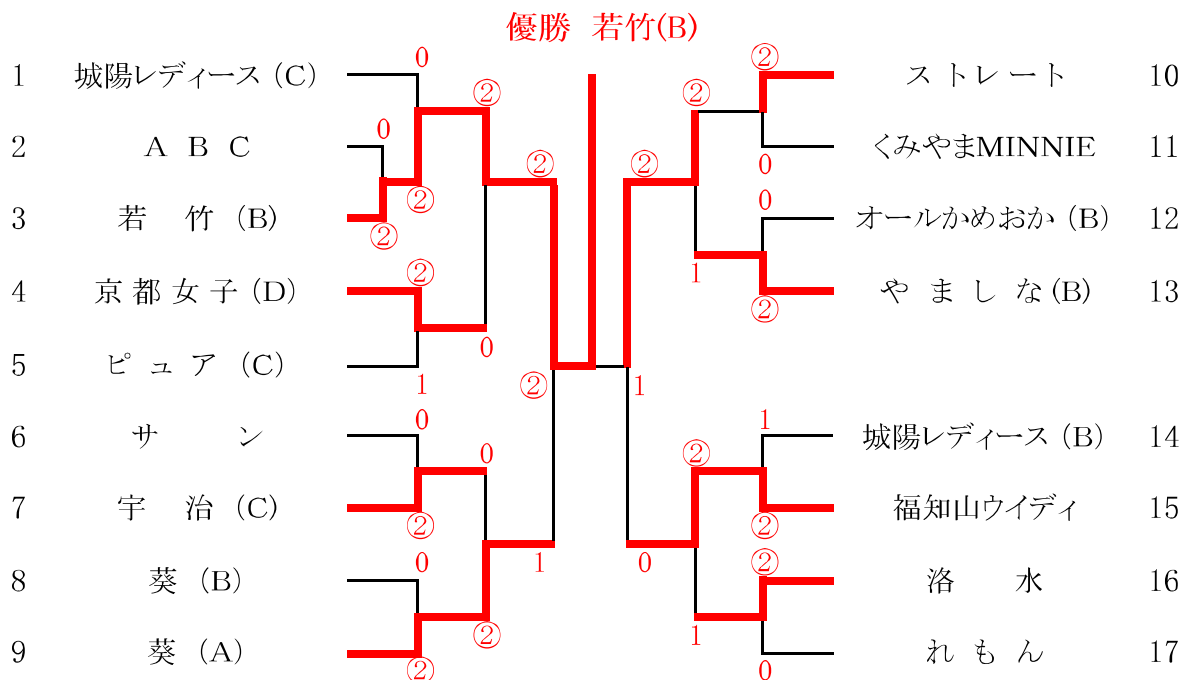 優勝 若竹(B)
0 ②
1 城陽レディース (C) ② ② ストレート 10
0
2 A B C くみやまMINNIE 11
② ② 0
② 0
3 若 竹 (B) オールかめおか (B) 12
②
② 1
4 京都女子 (D) やましな(B) 13
②
0
5 ピュア (C)
1 ② 1
0 1
6 サ ン 城陽レディース (B) 14
0 ②
7 宇 治 (C) 福知山ウイディ 15
② ②
0 1 0 ②
8 葵 (B) 洛 水 16
② 1
9 葵 (A) れもん 17
② 0